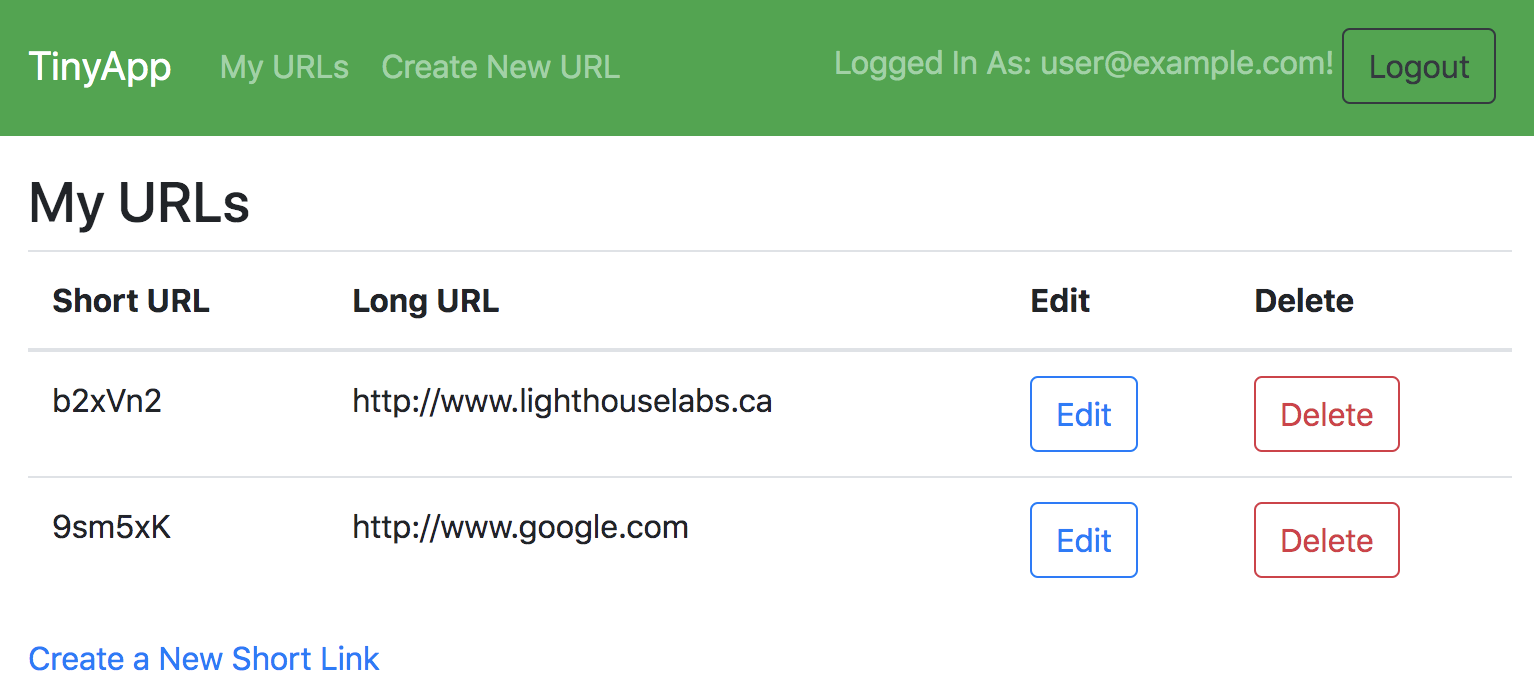 TinyApp My URLs Create New URL Logged In As: user@example.com! Logout
My URLs
Short URL Long URL Edit Delete
b2xVn2 http://www.lighthouselabs.ca Edit Delete
9sm5xK http://www.google.com Edit Delete
Create a New Short Link